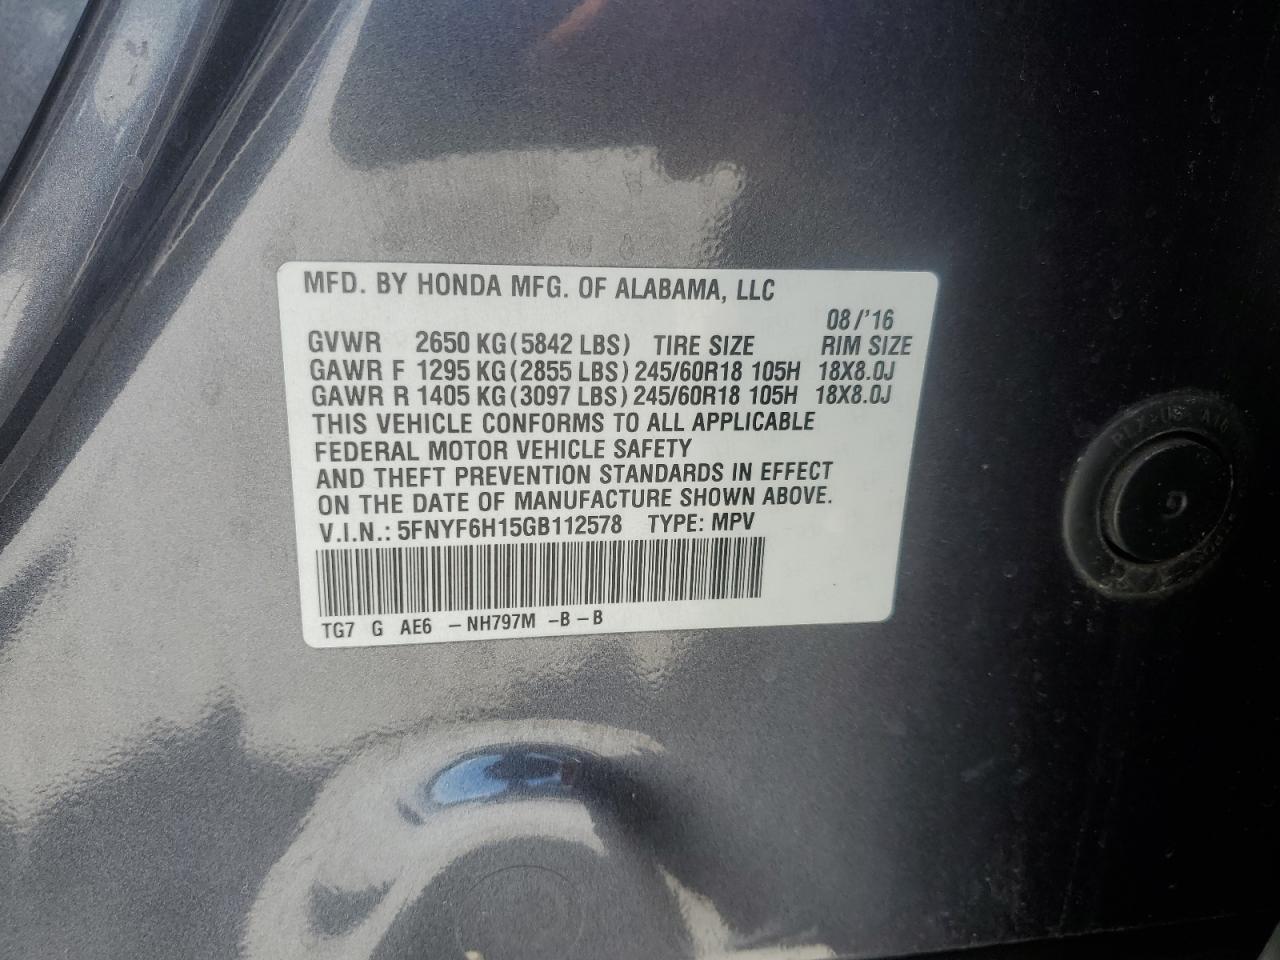 MFD. BY HONDA MFG. OF ALABAMA, LLC
08/'16
GVWR 2650 KG(5842 LBS) TIRE SIZE RIM SIZE
GAWR F 1295 KG(2855 LBS) 245/60R18 105H 18X8.0J
GAWR R 1405 KG(3097 LBS) 245/60R18 105H 18X8.0J
THIS VEHICLE CONFORMS TO ALL APPLICABLE
FEDERAL MOTOR VEHICLE SAFETY
AND THEFT PREVENTION STANDARDS IN EFFECT
ON THE DATE OF MANUFACTURE SHOWN ABOVE.
V.I.N.: 5FNYF6H15GB112578 TYPE: MPV
TG7 G AE6 -NH797M -B-B